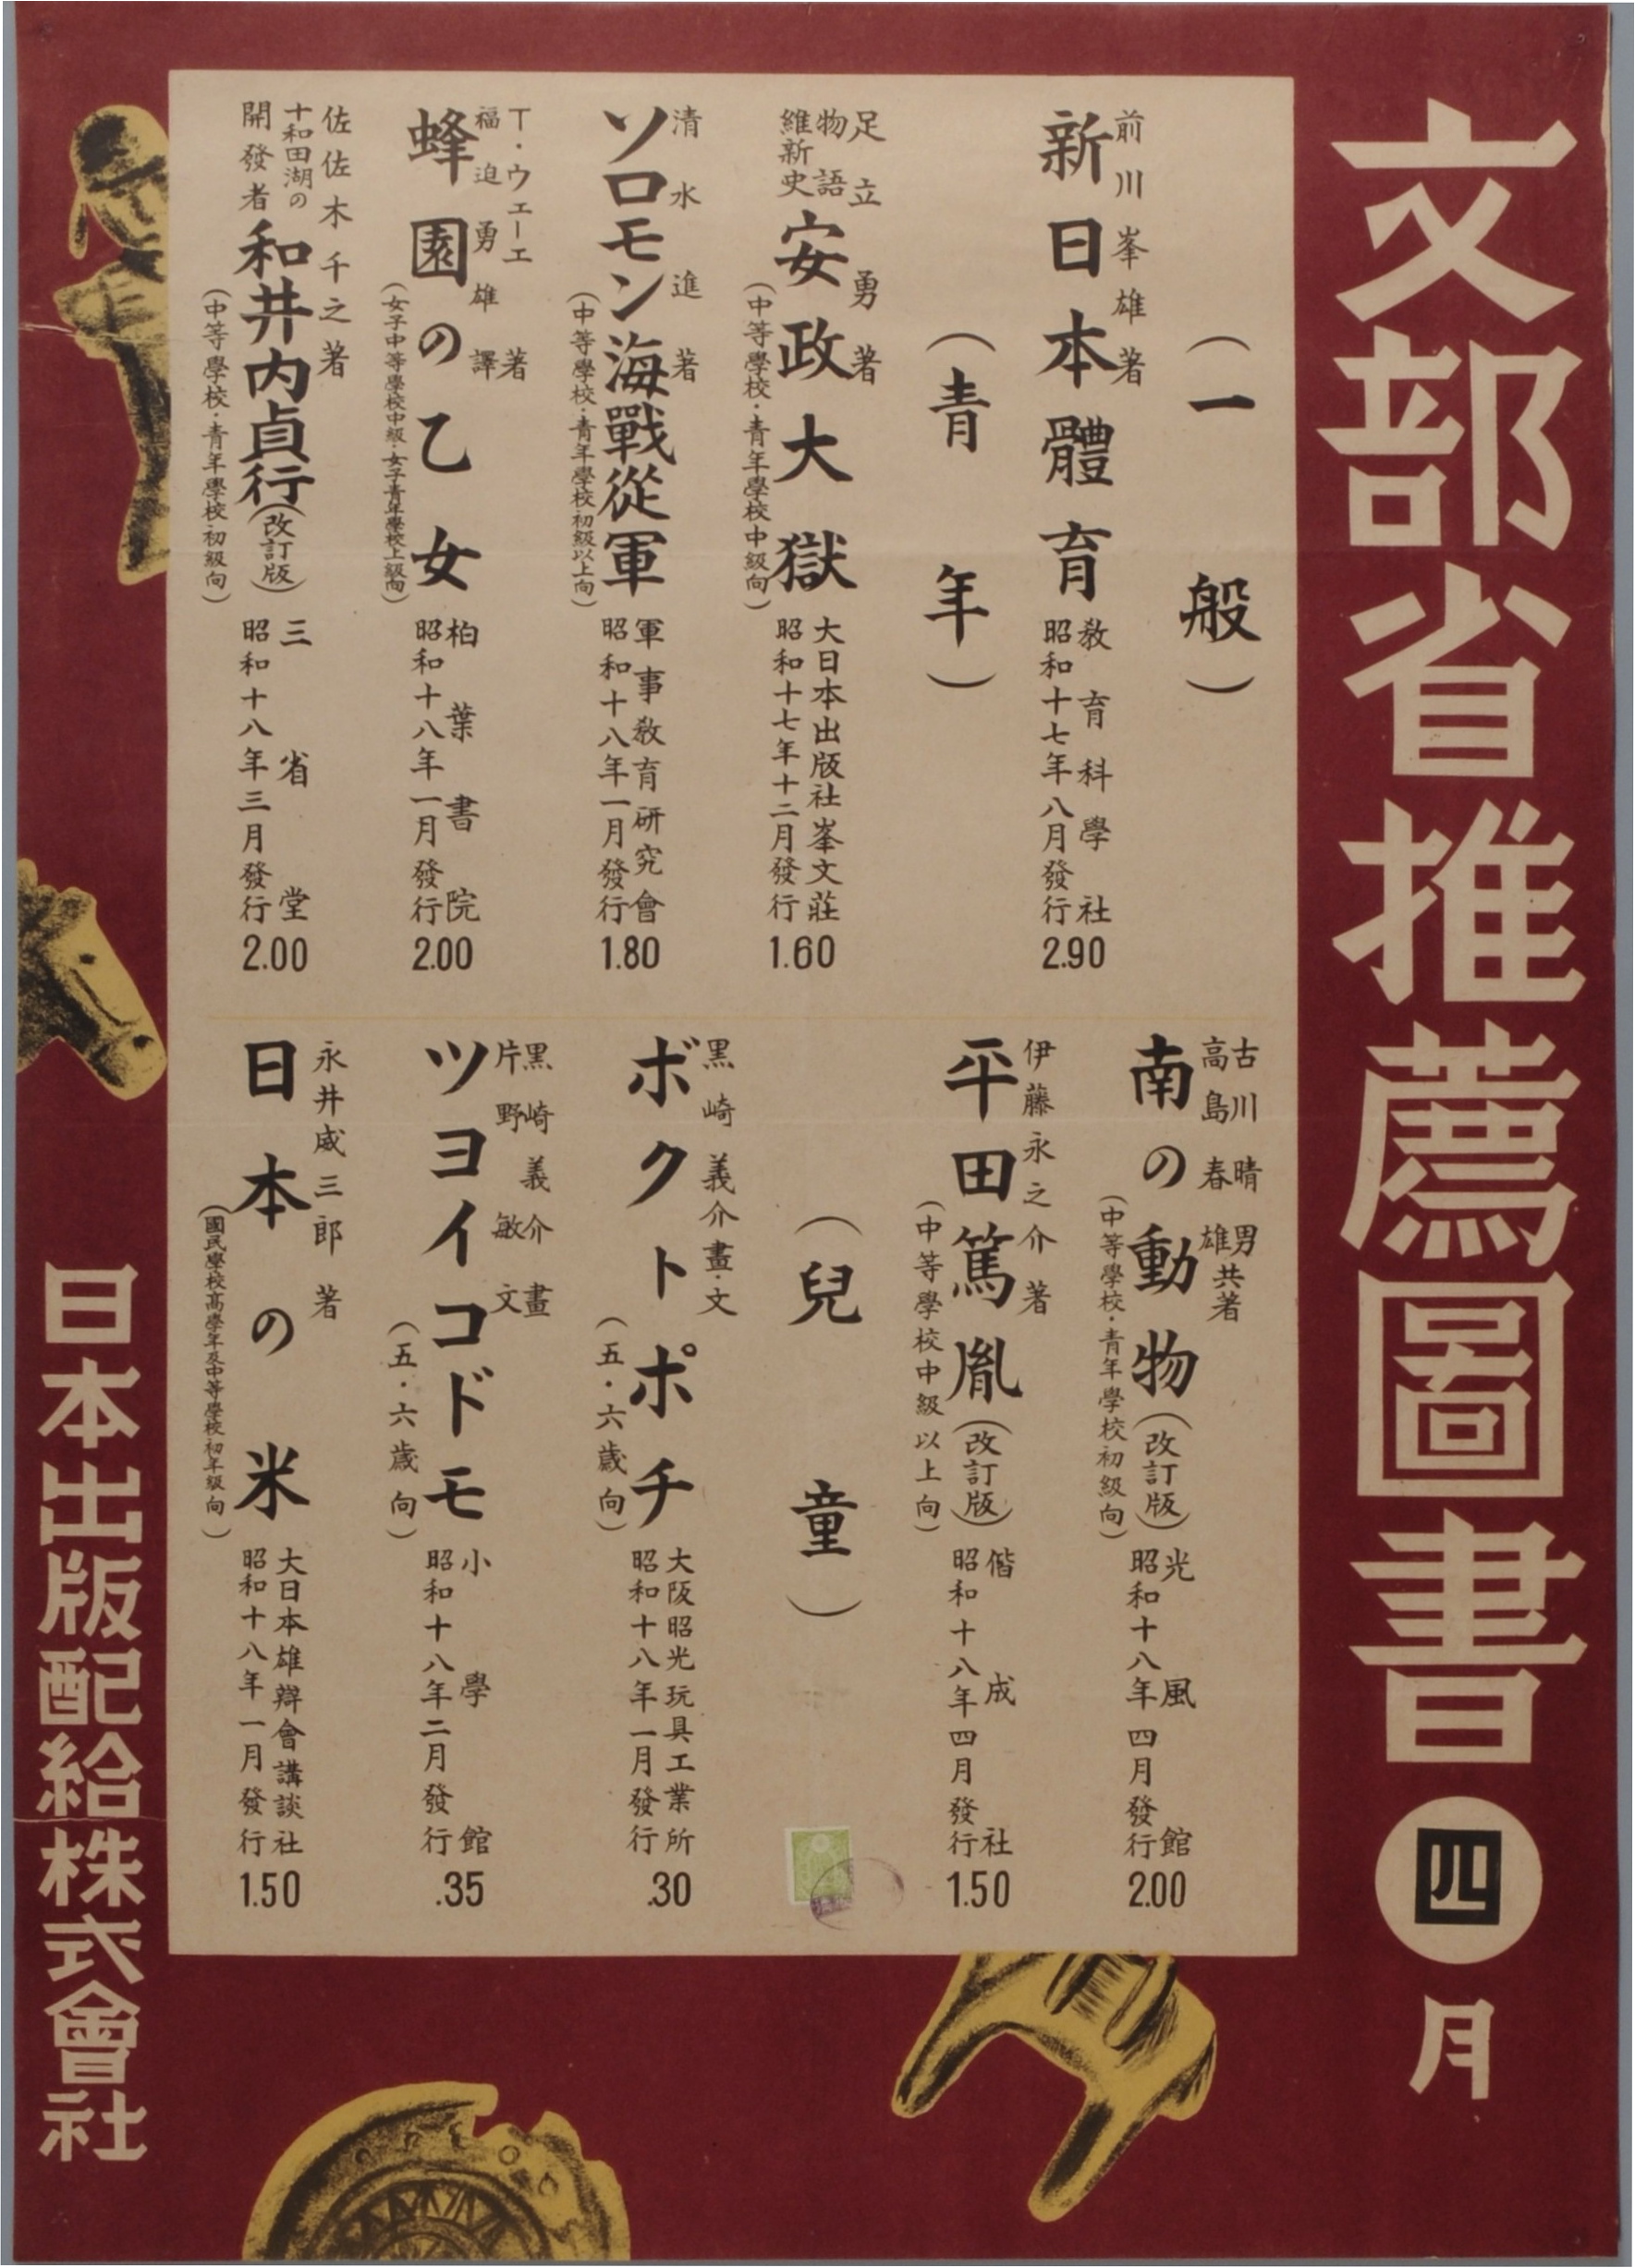 文部省推薦圖書
四月
(一般)
前川峯雄著
新日本體育
教育科學社
昭和十七年八月發行
2.90
(青年)
足立勇著
物語
維新史
安政大獄
(中等學校・青年學校中級向)
大日本出版社峯文莊
昭和十七年十二月發行
1.60
清水進著
ソロモン海戰從軍
(中等學校・青年學校初級以上向)
軍事教育研究會
昭和十八年一月發行
1.80
T・ウェーエ著
福迫勇雄譯
蜂園の乙女
(女子中等學校中級・女子青年學校上級向)
柏葉書院
昭和十八年一月發行
2.00
佐佐木千之著
十和田湖の
開發者
和井内貞行(改訂版)
(中等學校・青年學校初級向)
三省堂
昭和十八年三月發行
2.00
古川晴男
高島春雄
共著
南の動物(改訂版)
(中等學校・青年學校初級向)
光風館
昭和十八年四月發行
2.00
伊藤永之介著
平田篤胤(改訂版)
(中等學校中級以上向)
偕成社
昭和十八年四月發行
1.50
(兒童)
黑崎義介畫・文
ボクトポチ
(五・六歲向)
大阪昭光玩具工業所
昭和十八年一月發行
.30
黑崎義介畫
片野敏文
ツヨイコドモ
(五・六歲向)
小學館
昭和十八年二月發行
.35
永井威三郎著
日本の米
(國民學校高學年及中等學校初年級向)
大日本雄辯會講談社
昭和十八年一月發行
1.50
日本出版配給株式會社